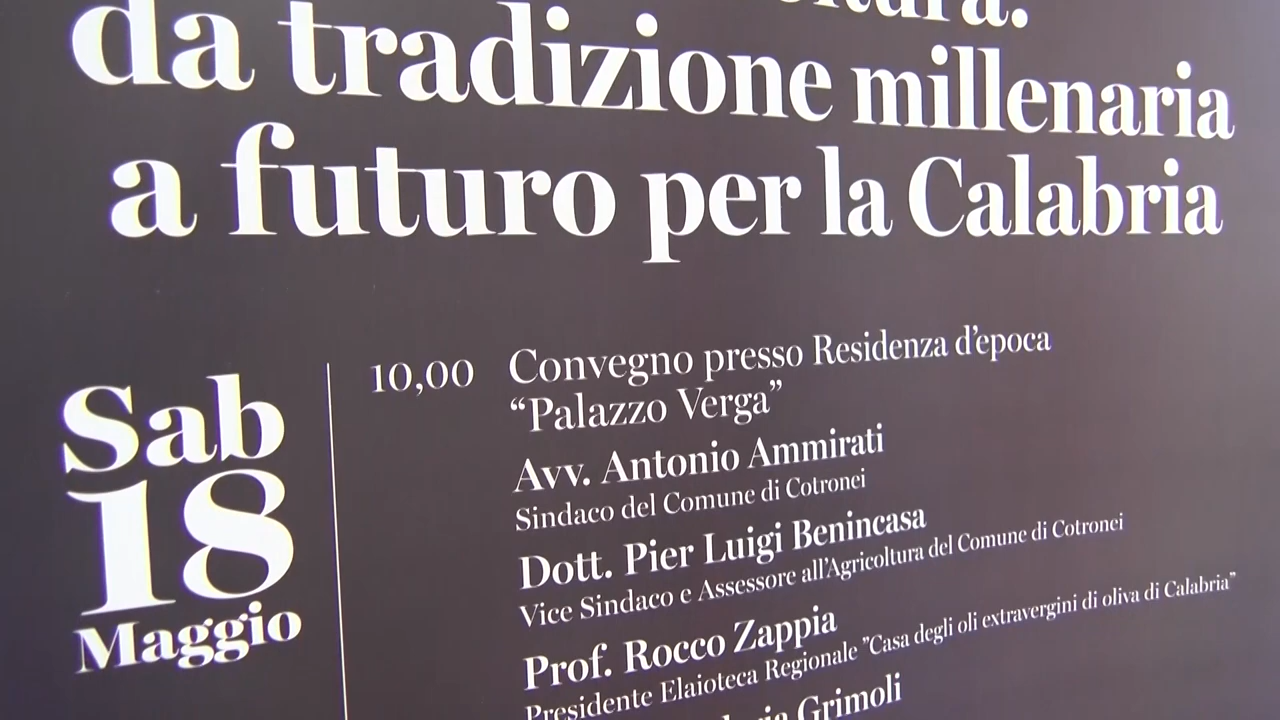 da tradizione millenaria
a futuro per la Calabria
Sab
18
Maggio
10,00 Convegno presso Residenza d'epoca
“Palazzo Verga”
Avv. Antonio Ammirati
Sindaco del Comune di Cotronei
Dott. Pier Luigi Benincasa
Vice Sindaco e Assessore all'Agricoltura del Comune di Cotronei
Prof. Rocco Zappia
Presidente Elaioteca Regionale ”Casa degli oli extravergini di oliva di Calabria”
Grimoli